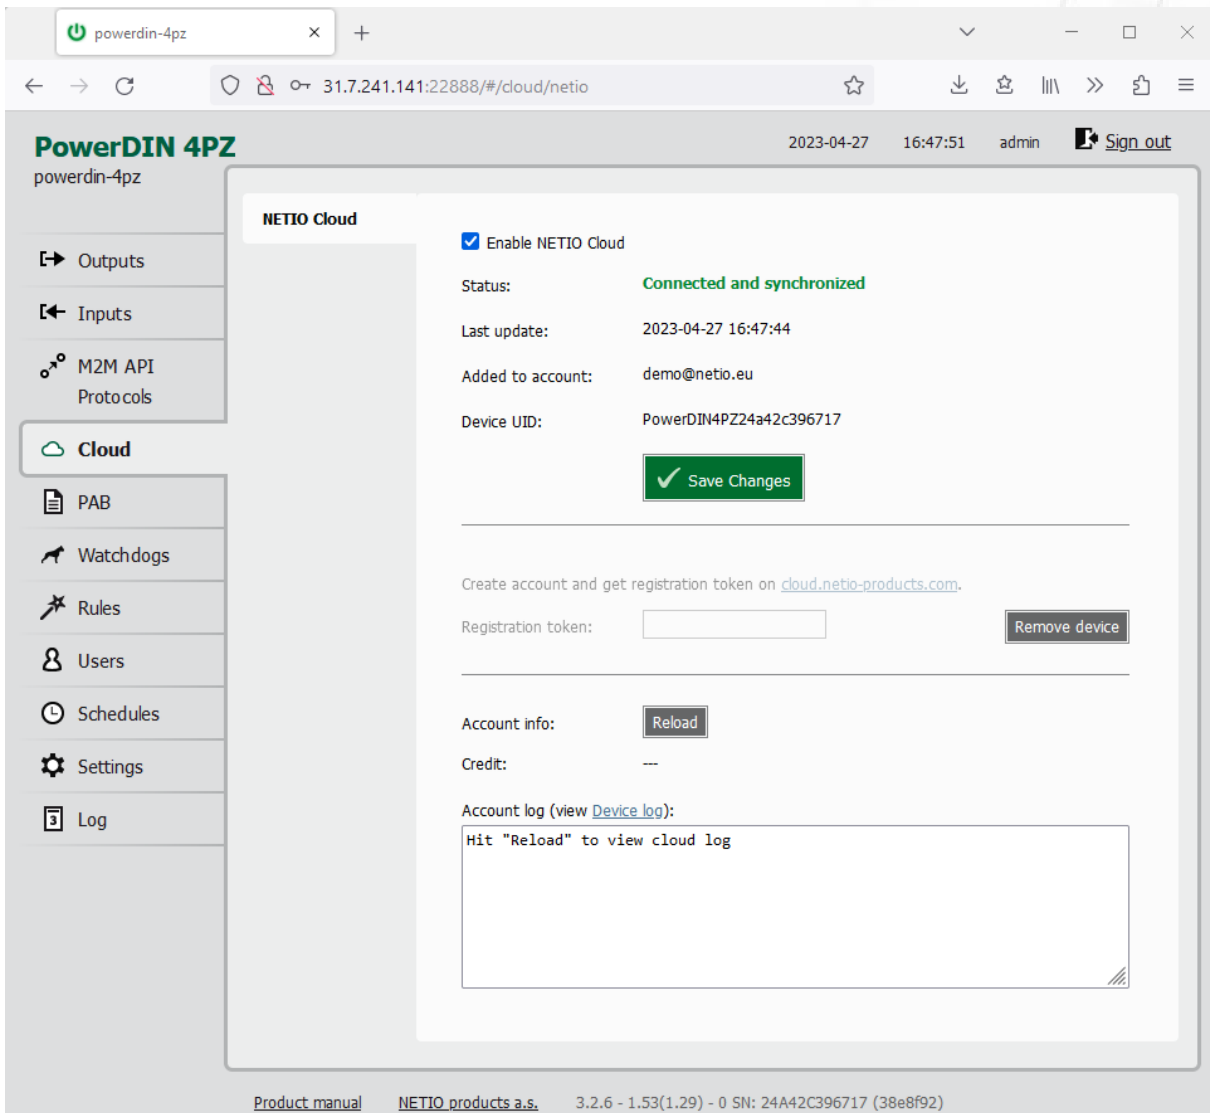 powerdin-4pz
31.7.241.141:22888/#/cloud/netio
PowerDIN 4PZ
powerdin-4pz
2023-04-27 16:47:51 admin Sign out
NETIO Cloud
Outputs
Inputs
M2M API
Protocols
Cloud
PAB
Watchdogs
Rules
Users
Schedules
Settings
3 Log
Enable NETIO Cloud
Status: Connected and synchronized
Last update: 2023-04-27 16:47:44
Added to account: demo@netio.eu
Device UID: PowerDIN4PZ24a42c396717
Save Changes
Create account and get registration token on cloud.netio-products.com.
Registration token: Remove device
Account info: Reload
Credit: ---
Account log (view Device log):
Hit "Reload" to view cloud log
Product manual NETIO products a.s. 3.2.6 - 1.53(1.29) - 0 SN: 24A42C396717 (38e8f92)